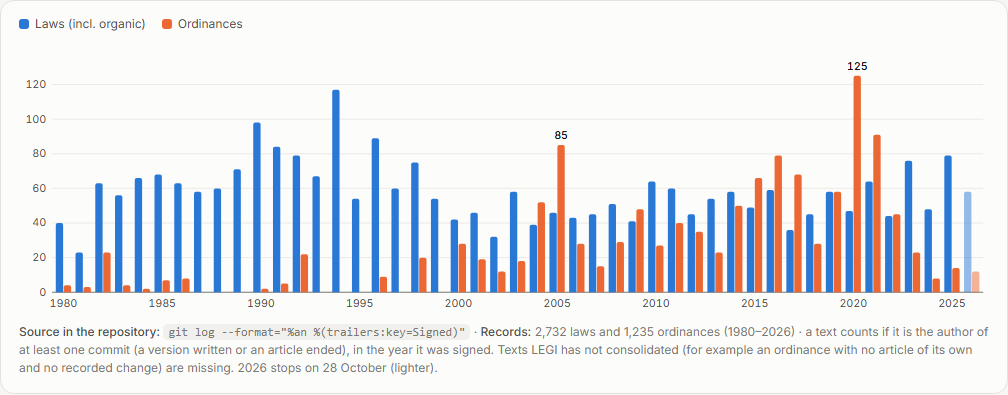 Laws (incl. organic) Ordinances
125
120
85
100
80
60
40
20
0
1980 1985 1990 1995 2000 2005 2010 2015 2020 2025
Source in the repository: git log --format="%an %(trailers:key=Signed)" · Records: 2,732 laws and 1,235 ordinances (1980–2026) · a text counts if it is the author of
at least one commit (a version written or an article ended), in the year it was signed. Texts LEGI has not consolidated (for example an ordinance with no article of its own
and no recorded change) are missing. 2026 stops on 28 October (lighter).